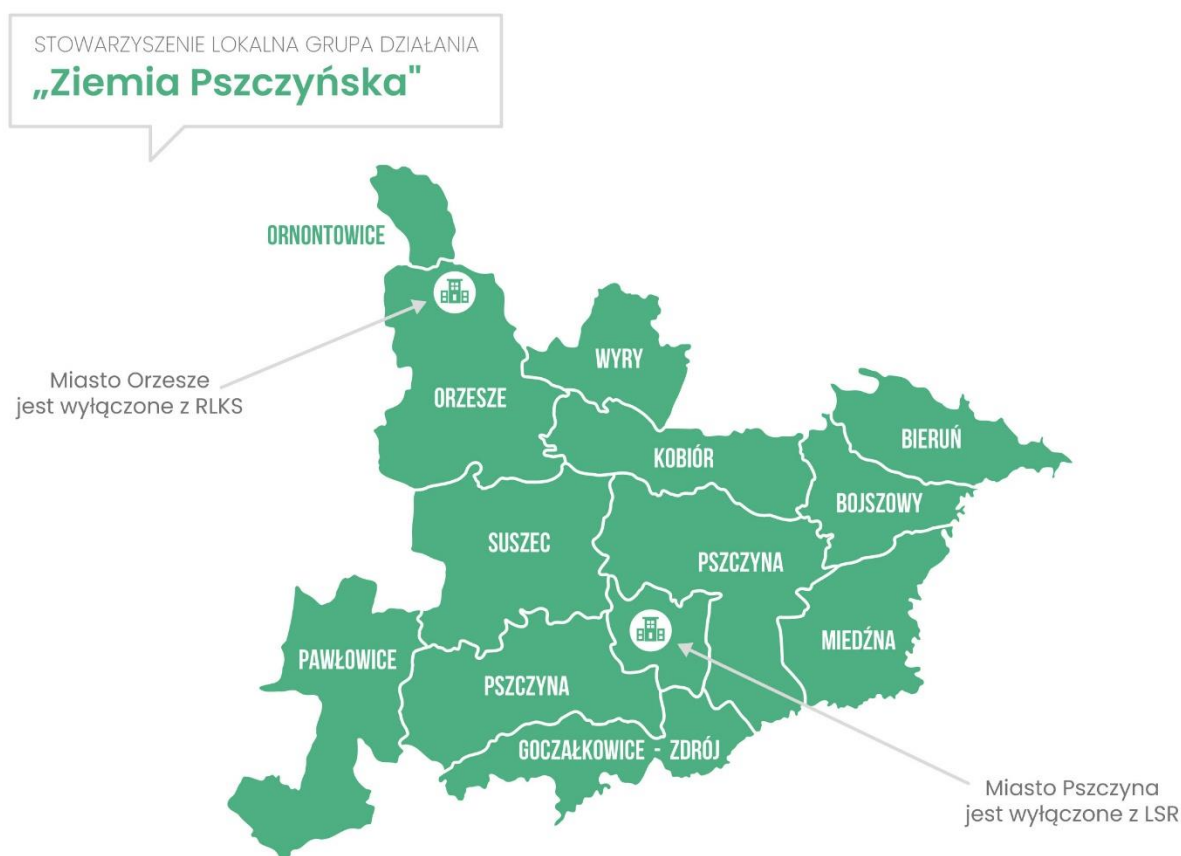 STOWARZYSZENIE LOKALNA GRUPA DZIAŁANIA
„Ziemia Pszczyńska"
ORNONTOWICE
WYRY
Miasto Orzesze
jest wyłączone z RLKS
ORZESZE
BIERUŃ
KOBIÓR
BOJSZOWY
SUSZEC
PSZCZYNA
MIEDŹNA
PAWŁOWICE
PSZCZYNA
GOCZAŁKOWICE - ZDRÓJ
Miasto Pszczyna
jest wyłączone z LSR